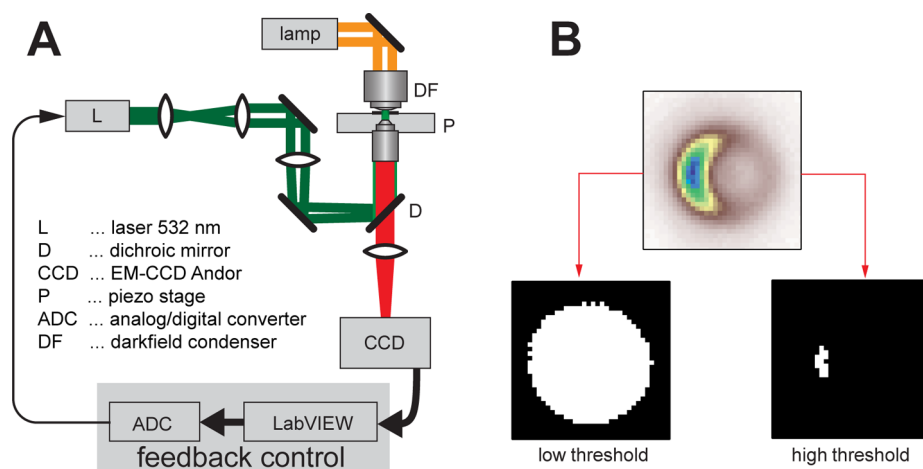 A
lamp
DF
L
P
D
L ... laser 532 nm
D ... dichroic mirror
CCD ... EM-CCD Andor
P ... piezo stage
ADC ... analog/digital converter
DF ... darkfield condenser
CCD
ADC
LabVIEW
feedback control
B
low threshold
high threshold